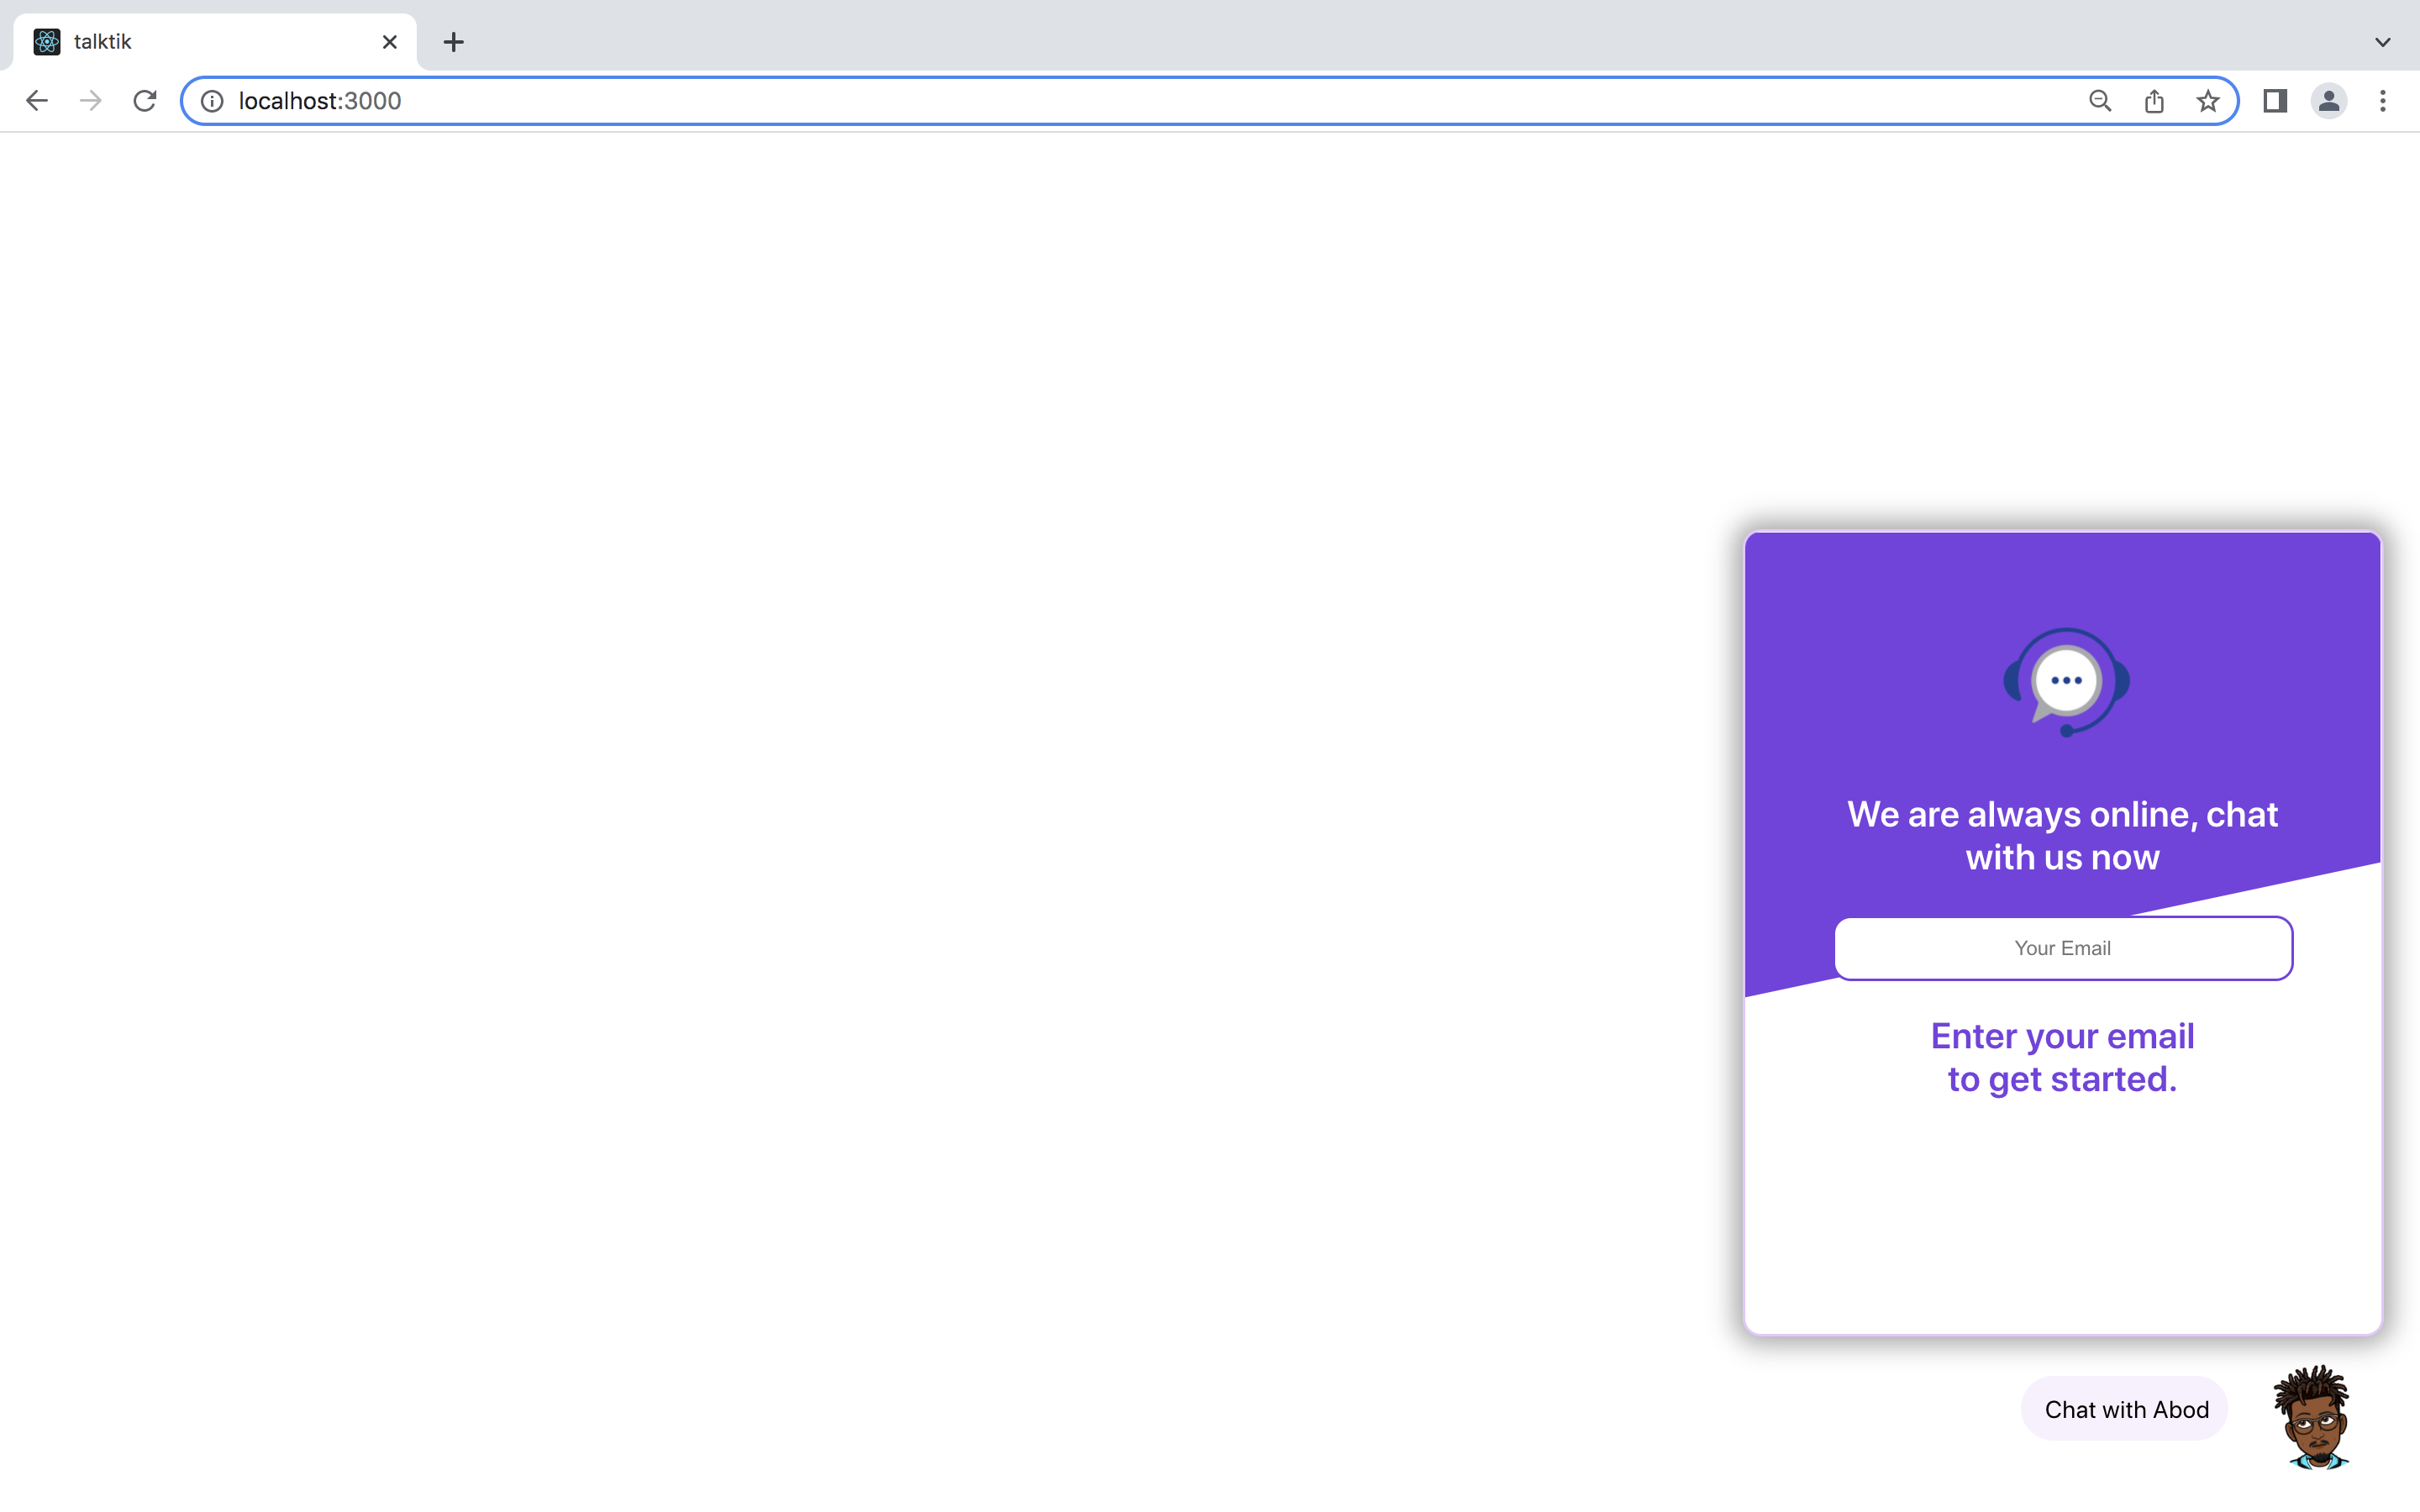 talktik
localhost:3000
We are always online, chat
with us now
Your Email
Enter your email
to get started.
Chat with Abod